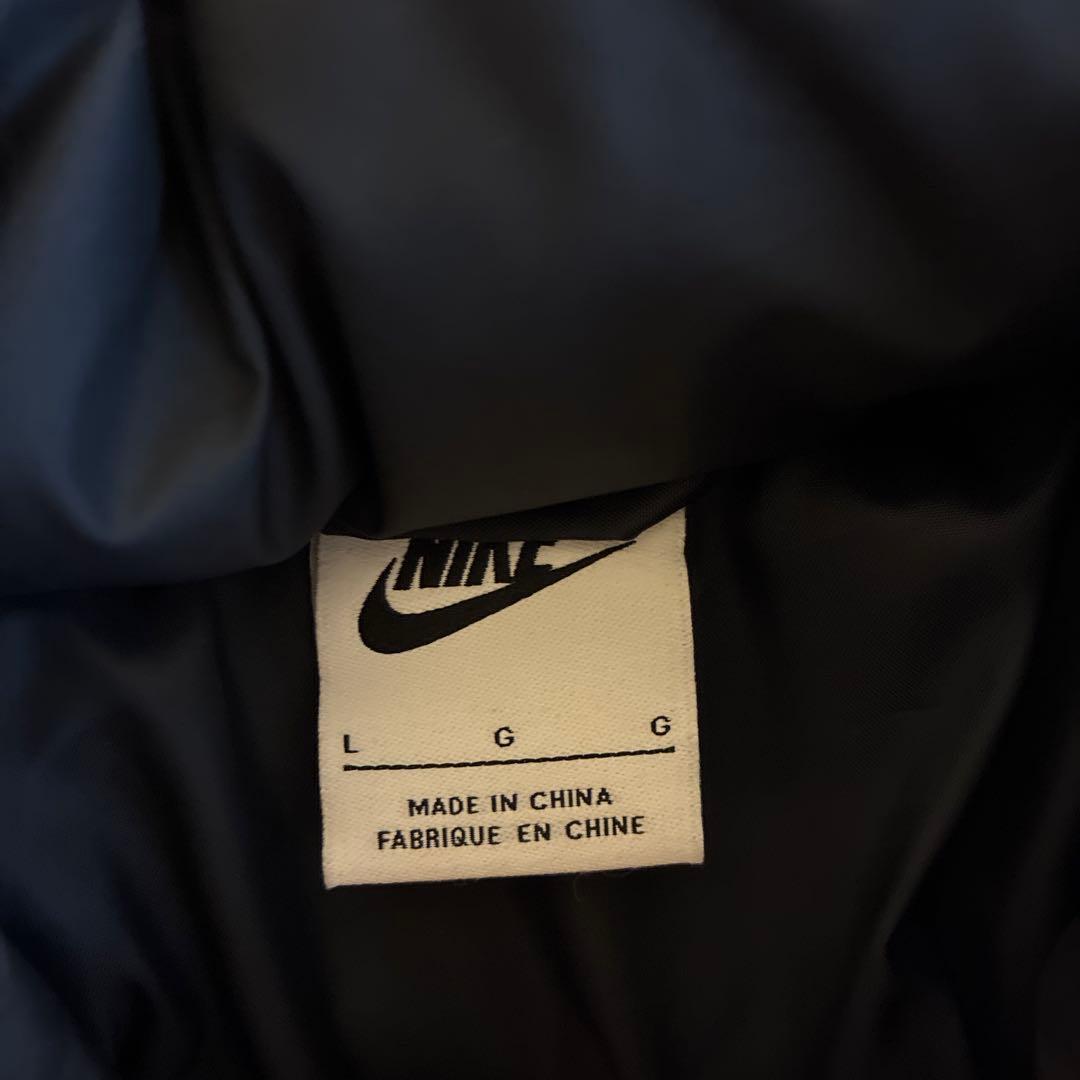 NIKE
L G G
MADE IN CHINA
FABRIQUE EN CHINE